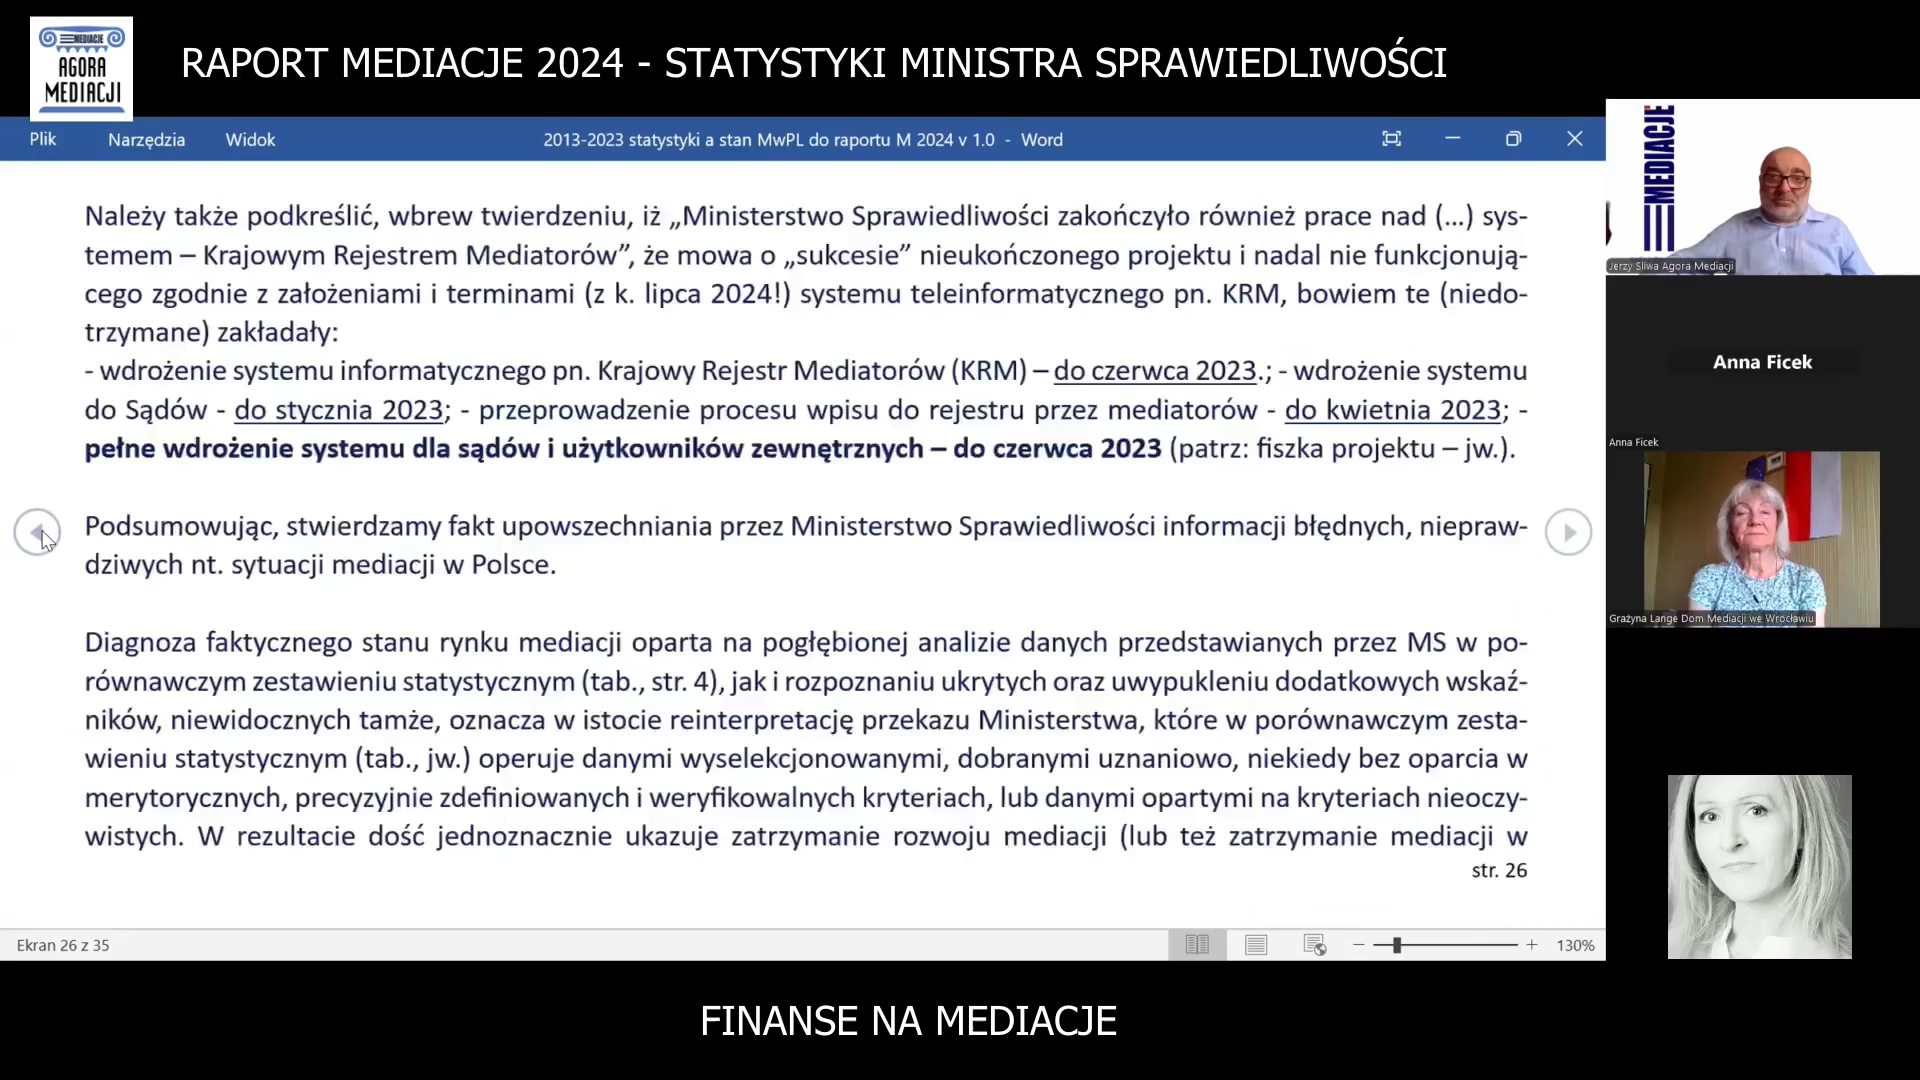 MEDIACJE
AGORA
MEDIACJI
RAPORT MEDIACJE 2024 - STATYSTYKI MINISTRA SPRAWIEDLIWOŚCI
Plik Narzędzia Widok 2013-2023 statystyki a stan MwPL do raportu M 2024 v 1.0 - Word
Należy także podkreślić, wbrew twierdzeniu, iż „Ministerstwo Sprawiedliwości zakończyło również prace nad (...) sys-
temem – Krajowym Rejestrem Mediatorów”, że mowa o „sukcesie” nieukończonego projektu i nadal nie funkcjonują-
cego zgodnie z założeniami i terminami (z k. lipca 2024!) systemu teleinformatycznego pn. KRM, bowiem te (niedo-
trzymane) zakładały:
- wdrożenie systemu informatycznego pn. Krajowy Rejestr Mediatorów (KRM) – do czerwca 2023.; - wdrożenie systemu
do Sądów - do stycznia 2023; - przeprowadzenie procesu wpisu do rejestru przez mediatorów - do kwietnia 2023; -
pełne wdrożenie systemu dla sądów i użytkowników zewnętrznych – do czerwca 2023 (patrz: fiszka projektu – jw.).
Podsumowując, stwierdzamy fakt upowszechniania przez Ministerstwo Sprawiedliwości informacji błędnych, niepraw-
dziwych nt. sytuacji mediacji w Polsce.
Diagnoza faktycznego stanu rynku mediacji oparta na pogłębionej analizie danych przedstawianych przez MS w po-
równawczym zestawieniu statystycznym (tab., str. 4), jak i rozpoznaniu ukrytych oraz uwypukleniu dodatkowych wskaź-
ników, niewidocznych tamże, oznacza w istocie reinterpretację przekazu Ministerstwa, które w porównawczym zesta-
wieniu statystycznym (tab., jw.) operuje danymi wyselekcjonowanymi, dobranymi uznaniowo, niekiedy bez oparcia w
merytorycznych, precyzyjnie zdefiniowanych i weryfikowalnych kryteriach, lub danymi opartymi na kryteriach nieoczy-
wistych. W rezultacie dość jednoznacznie ukazuje zatrzymanie rozwoju mediacji (lub też zatrzymanie mediacji w
str. 26
Ekran 26 z 35
130%
MEDIACJE
Jerzy Śliwa Agora Mediacji
Anna Ficek
Anna Ficek
Grażyna Lange Dom Mediacji we Wrocławiu
FINANSE NA MEDIACJE